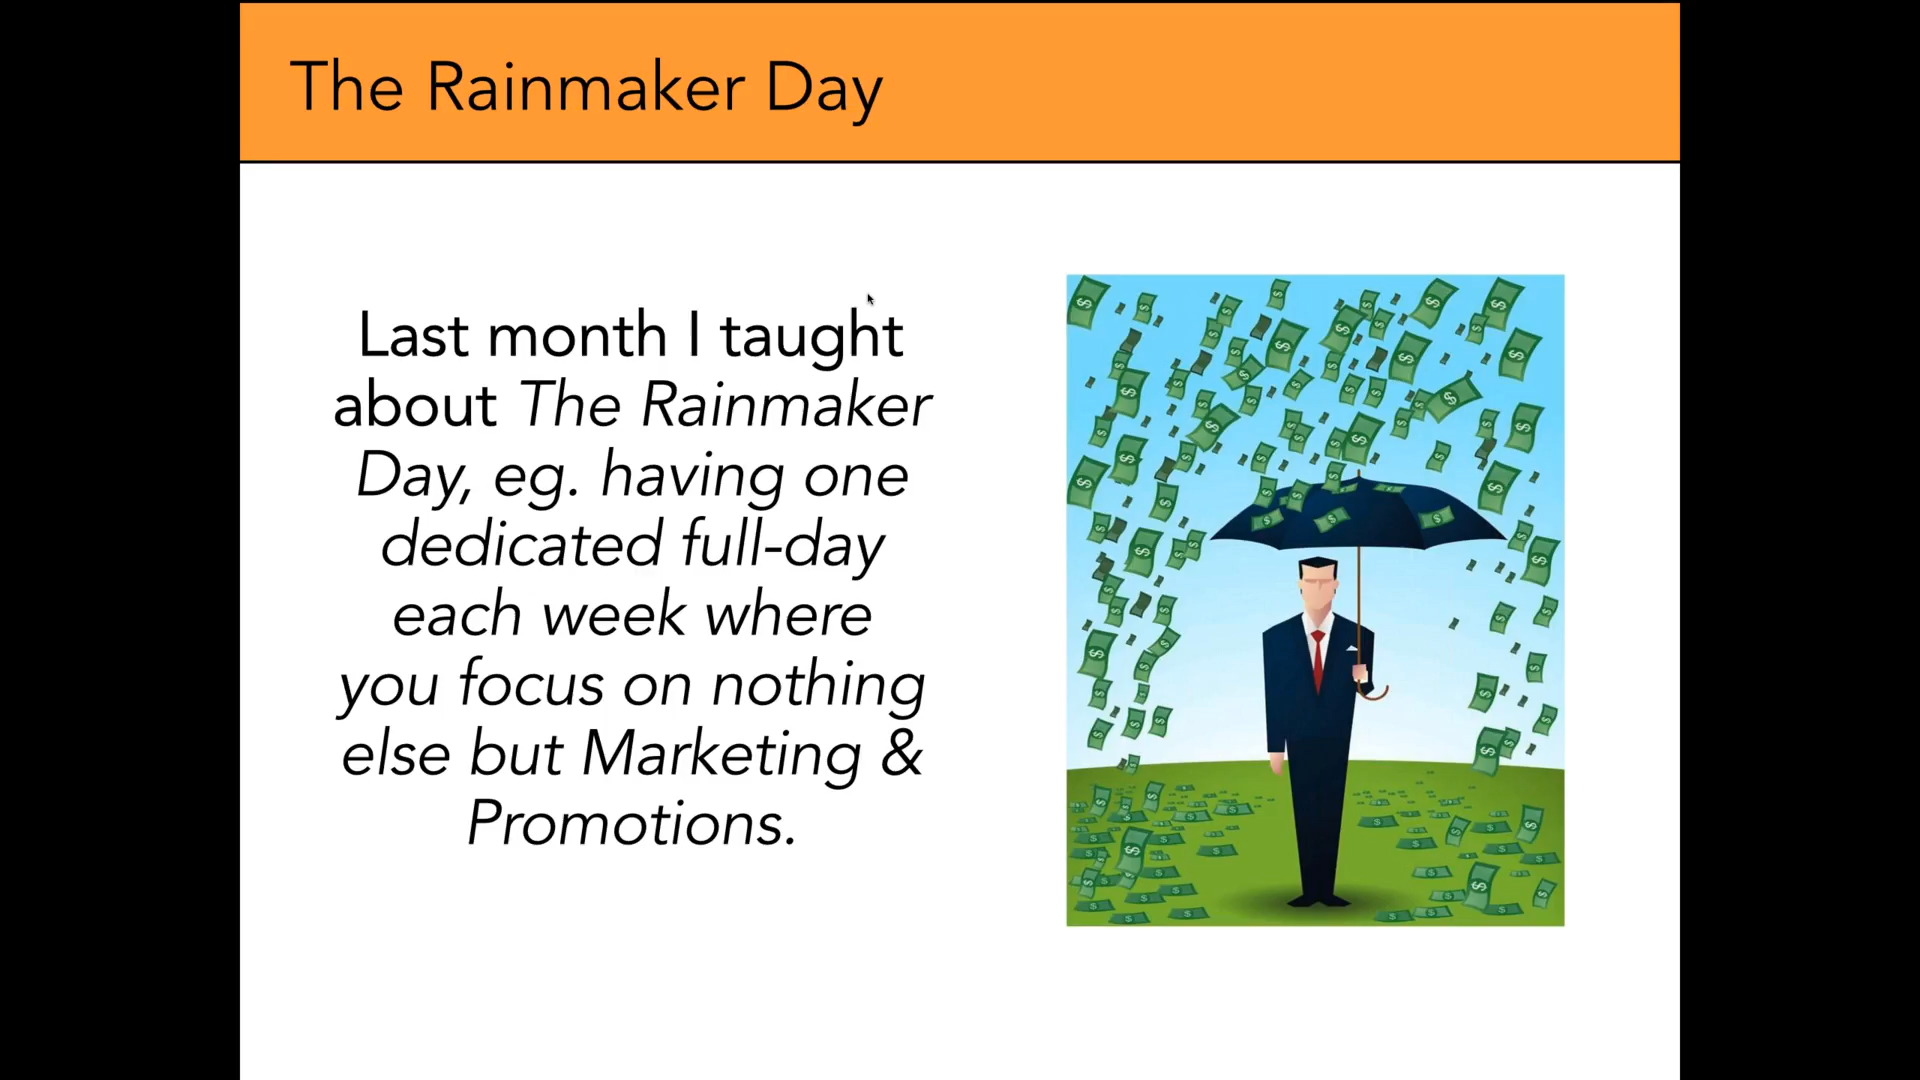 The Rainmaker Day
Last month I taught
about The Rainmaker
Day, eg. having one
dedicated full-day
each week where
you focus on nothing
else but Marketing &
Promotions.